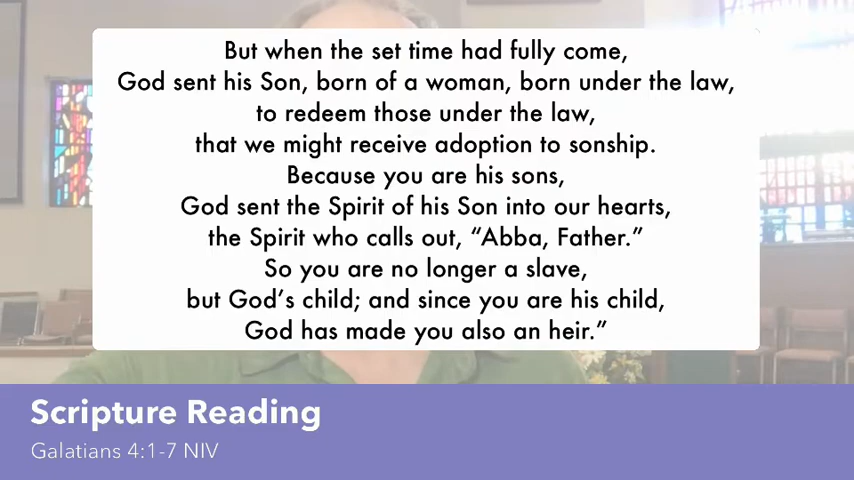 But when the set time had fully come,
God sent his Son, born of a woman, born under the law,
to redeem those under the law,
that we might receive adoption to sonship.
Because you are his sons,
God sent the Spirit of his Son into our hearts,
the Spirit who calls out, “Abba, Father.”
So you are no longer a slave,
but God’s child; and since you are his child,
God has made you also an heir.”
Scripture Reading
Galatians 4:1-7 NIV